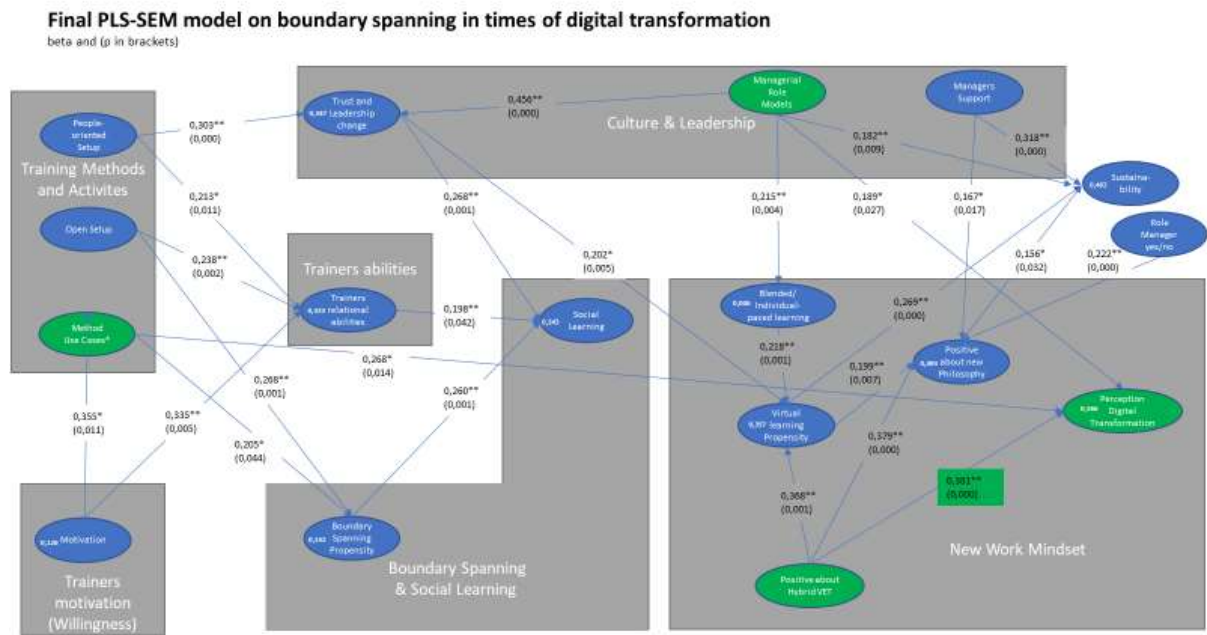 Final PLS-SEM model on boundary spanning in times of digital transformation
beta and (p in brackets)
Training Methods
and Activites
People-
oriented
Setup
Open Setup
Method
Use Cases*
0,303**
(0,000)
0,213*
(0,011)
0,238**
(0,002)
0,355*
(0,011)
0,335**
(0,005)
Motivation
Trainers
motivation
(Willingness)
Trust and
Leadership
change
0,456**
(0,000)
Culture & Leadership
Managerial
Role
Models
Managers
Support
0,182**
(0,009)
0,318**
(0,000)
Sustaina-
bility
Role
Manager
yes/no
0,268**
(0,001)
0,215**
(0,004)
0,189*
(0,027)
0,167*
(0,017)
0,202*
(0,005)
0,156*
(0,032)
0,222**
(0,000)
Trainers abilities
Trainers
relational
abilities
0,198**
(0,042)
Social
Learning
0,268*
(0,014)
0,268**
(0,001)
0,260**
(0,001)
0,205*
(0,044)
Boundary
Spanning
Propensity
Boundary Spanning
& Social Learning
Blended/
Individual-
paced learning
0,269**
(0,000)
0,218**
(0,001)
0,199**
(0,007)
Positive
about new
Philosophy
Virtual
learning
Propensity
Perception
Digital
Transformation
0,379**
(0,000)
0,368**
(0,001)
(0,000)
New Work Mindset
Positive about
Hybrid VET